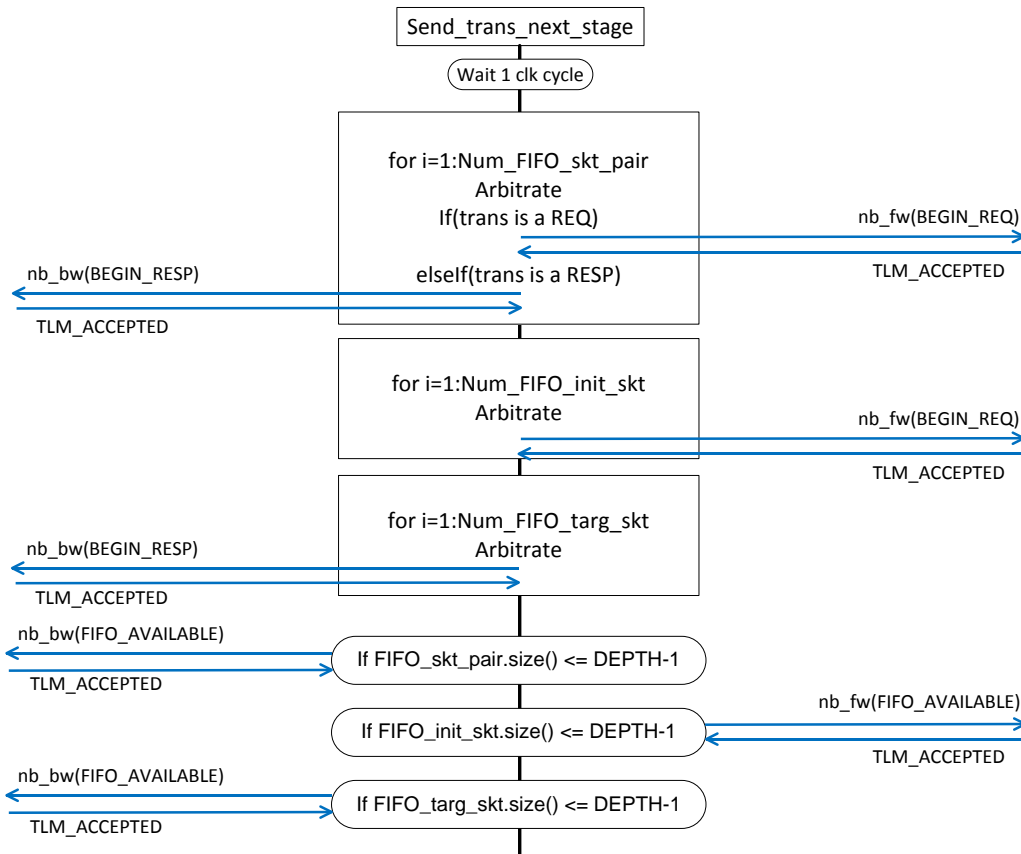 Send_trans_next_stage
Wait 1 clk cycle
for i=1:Num_FIFO_skt_pair
Arbitrate
If(trans is a REQ)
nb_fw(BEGIN_REQ)
TLM_ACCEPTED
elseIf(trans is a RESP)
nb_bw(BEGIN_RESP)
TLM_ACCEPTED
for i=1:Num_FIFO_init_skt
Arbitrate
nb_fw(BEGIN_REQ)
TLM_ACCEPTED
for i=1:Num_FIFO_targ_skt
Arbitrate
nb_bw(BEGIN_RESP)
TLM_ACCEPTED
nb_bw(FIFO_AVAILABLE)
If FIFO_skt_pair.size() <= DEPTH-1
TLM_ACCEPTED
nb_fw(FIFO_AVAILABLE)
If FIFO_init_skt.size() <= DEPTH-1
TLM_ACCEPTED
nb_bw(FIFO_AVAILABLE)
If FIFO_targ_skt.size() <= DEPTH-1
TLM_ACCEPTED